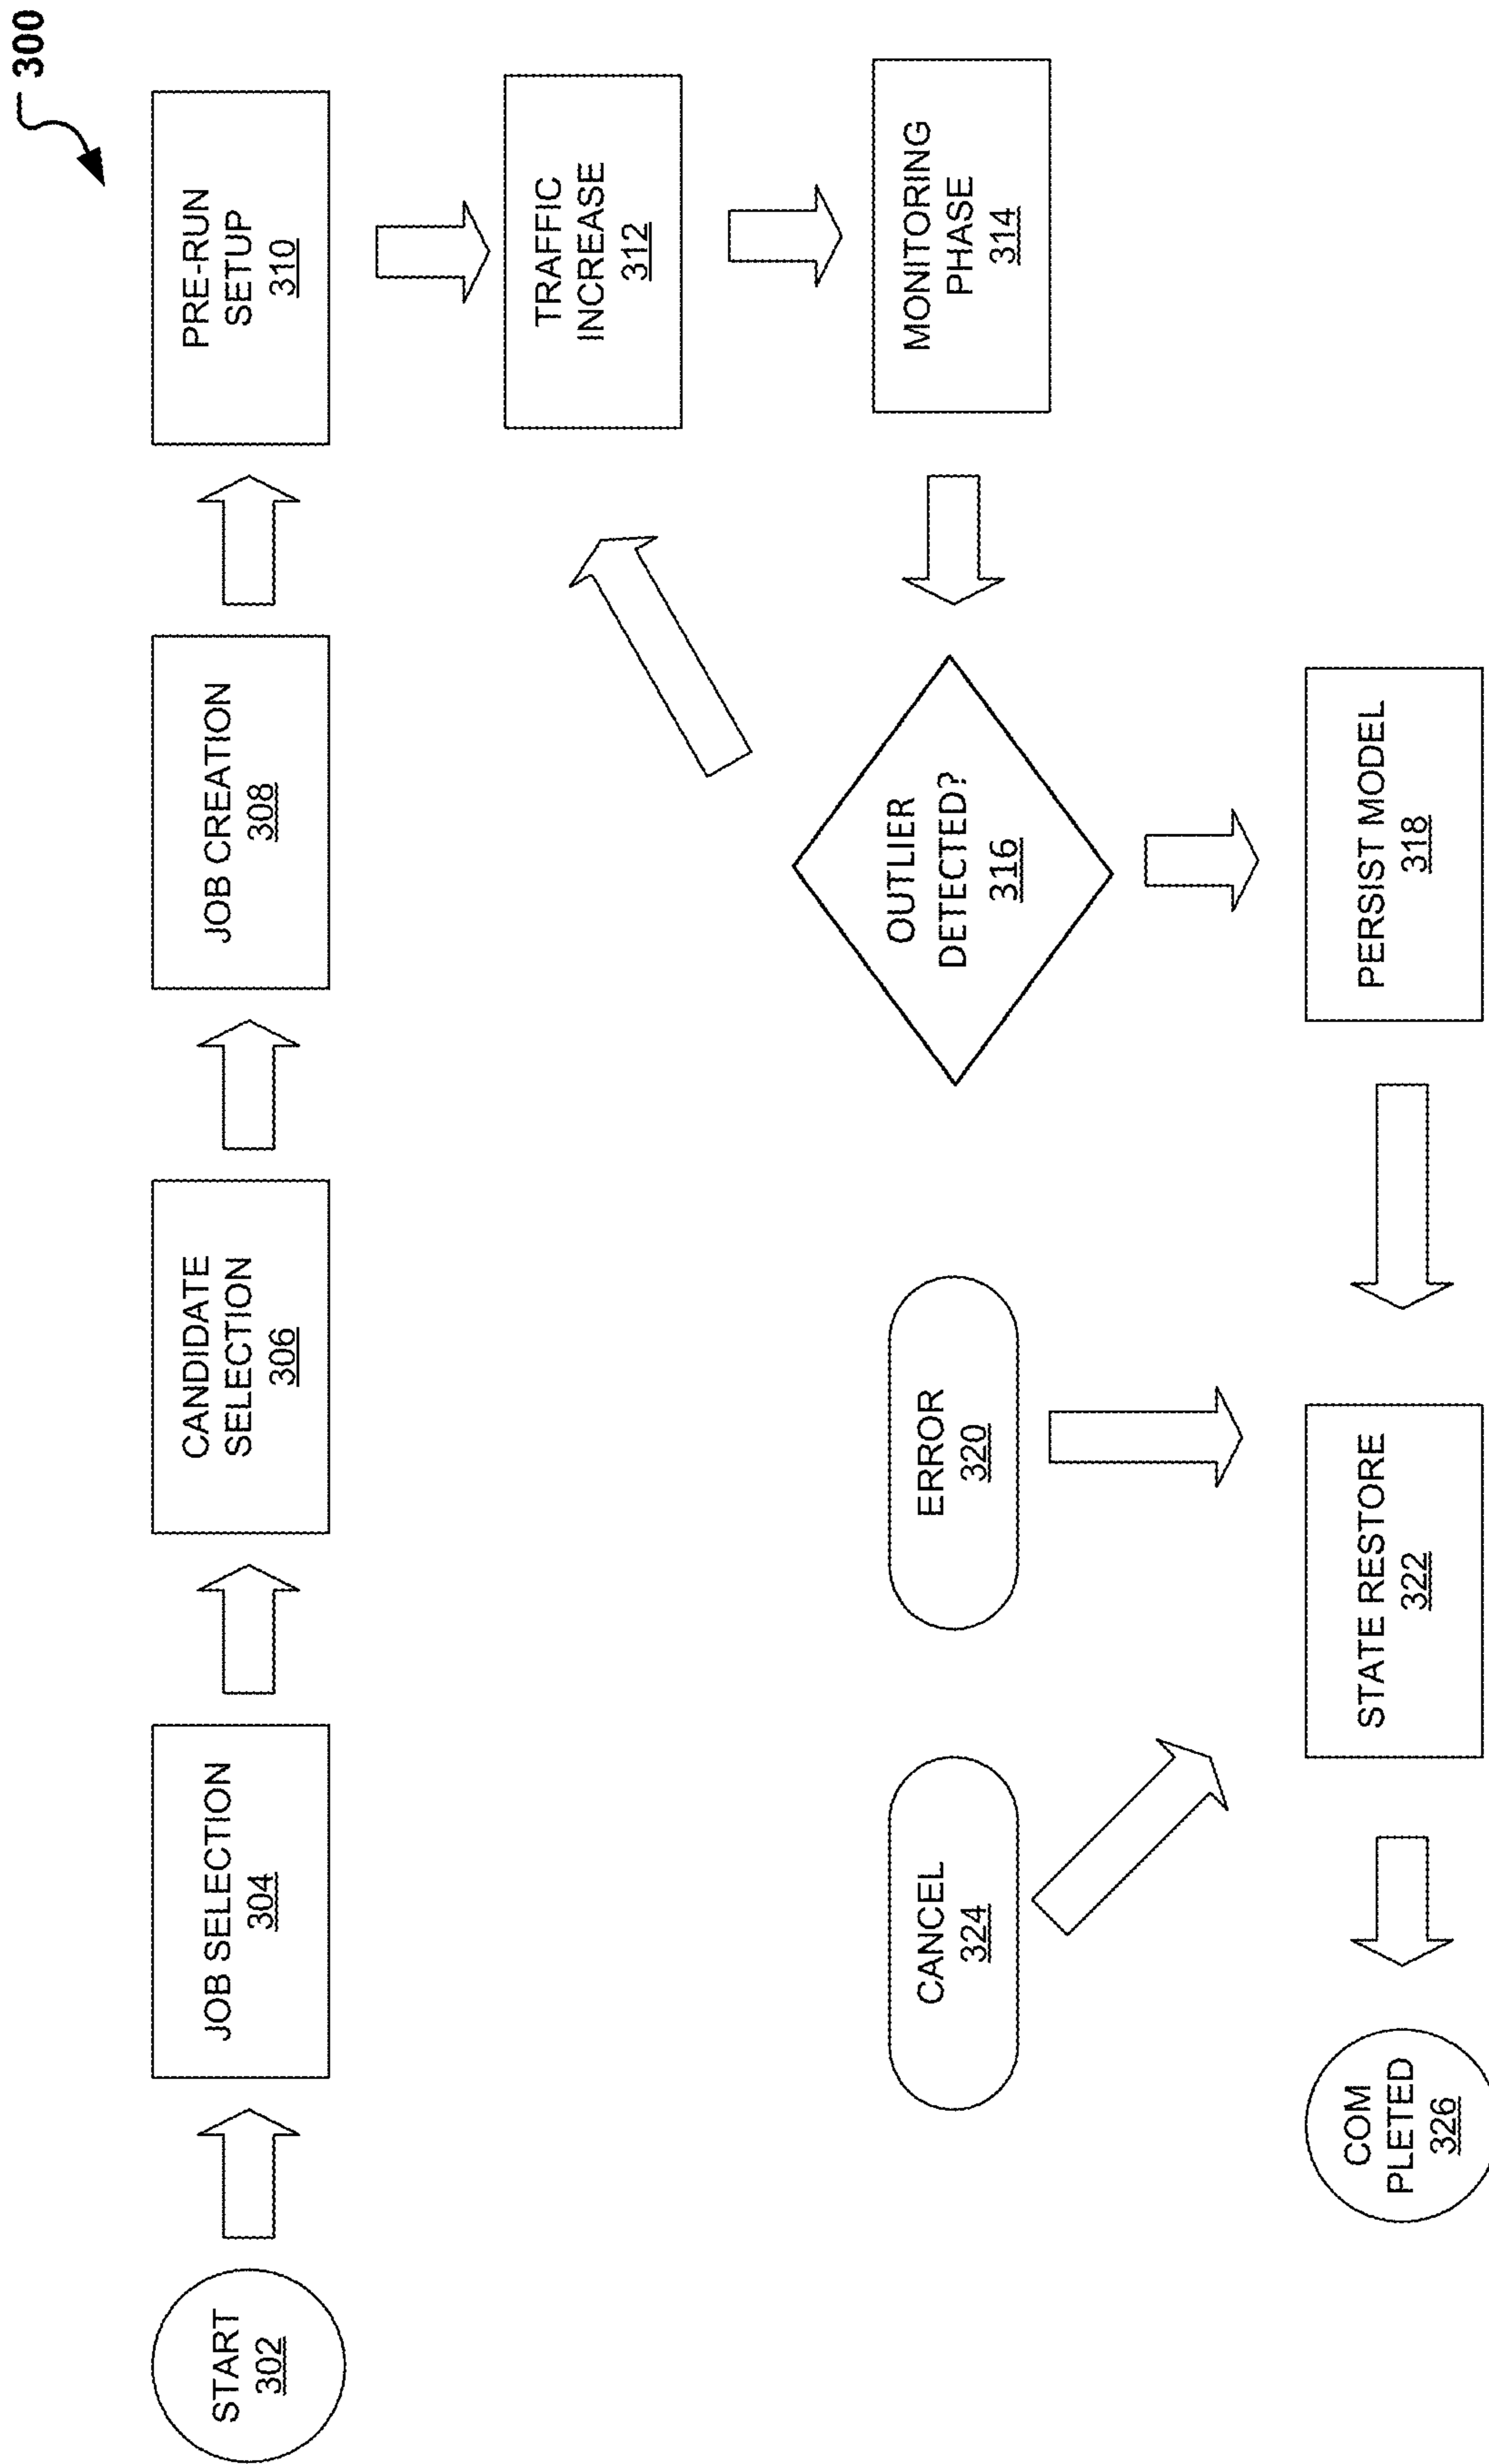 300
START
302
JOB SELECTION
304
CANDIDATE
SELECTION
306
JOB CREATION
308
PRE-RUN
SETUP
310
TRAFFIC
INCREASE
312
MONITORING
PHASE
314
OUTLIER
DETECTED?
316
PERSIST MODEL
318
ERROR
320
CANCEL
324
STATE RESTORE
322
COM
PLETED
326